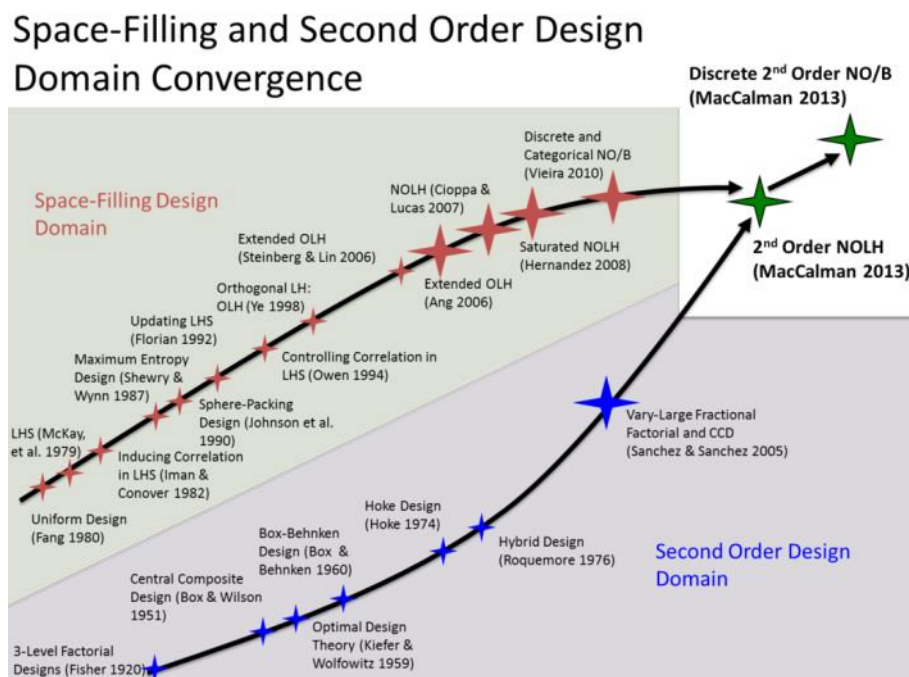 Space-Filling and Second Order Design
Domain Convergence
Discrete 2nd Order NO/B
(MacCalman 2013)
Discrete and
Categorical NO/B
(Vieira 2010)
Space-Filling Design
Domain
NOLH (Cioppa &
Lucas 2007)
Extended OLH
(Steinberg & Lin 2006)
Saturated NOLH
(Hernandez 2008)
2nd Order NOLH
(MacCalman 2013)
Extended OLH
(Ang 2006)
Orthogonal LH:
OLH (Ye 1998)
Updating LHS
(Florian 1992)
Controlling Correlation in
LHS (Owen 1994)
Maximum Entropy
Design (Shewry &
Wynn 1987)
Sphere-Packing
Design (Johnson et al.
1990)
LHS (McKay,
et al. 1979)
Inducing Correlation
in LHS (Iman &
Conover 1982)
Uniform Design
(Fang 1980)
Vary-Large Fractional
Factorial and CCD
(Sanchez & Sanchez 2005)
Hoke Design
(Hoke 1974)
Hybrid Design
(Roquemore 1976)
Box-Behnken
Design (Box &
Behnken 1960)
Second Order Design
Domain
Central Composite
Design (Box & Wilson
1951)
Optimal Design
Theory (Kiefer &
Wolfowitz 1959)
3-Level Factorial
Designs (Fisher 1920)